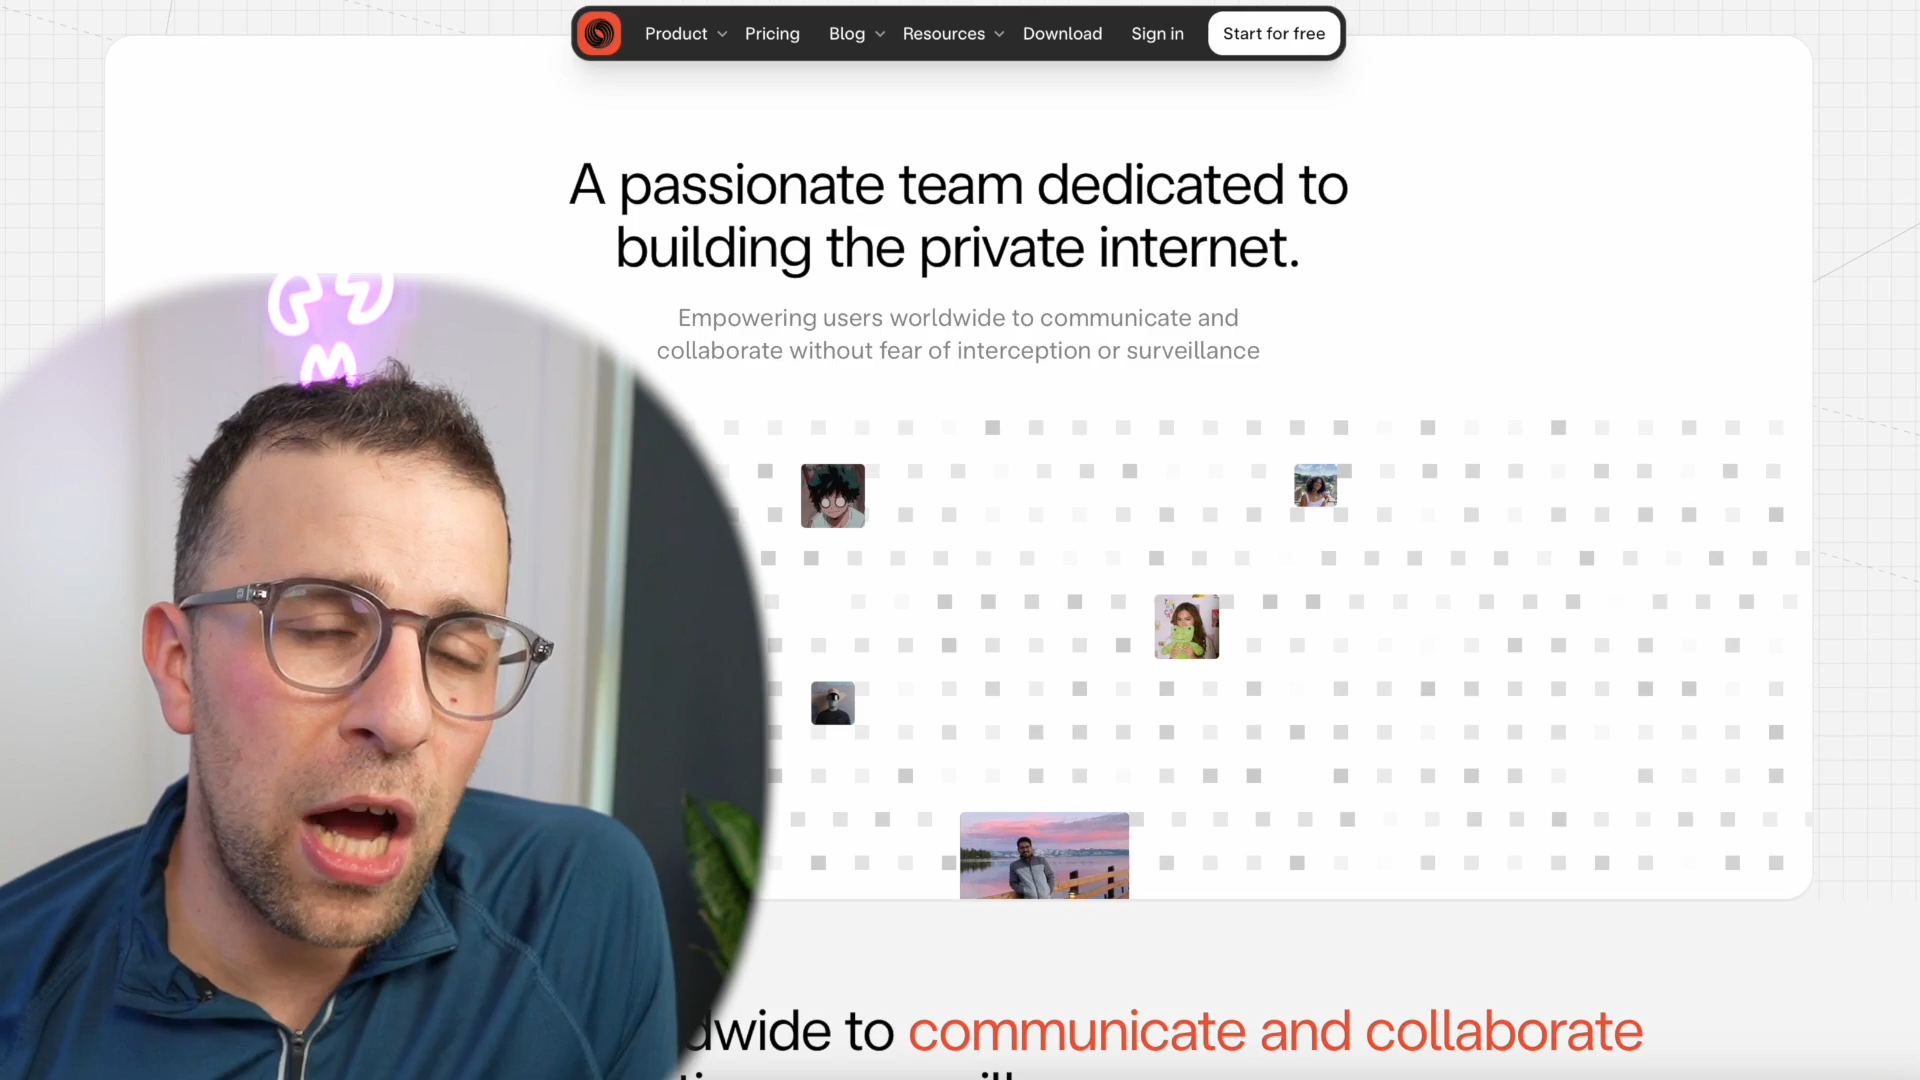 Product
Pricing
Blog
Resources
Download
Sign in
Start for free
A passionate team dedicated to
building the private internet.
Empowering users worldwide to communicate and
collaborate without fear of interception or surveillance
to communicate and collaborate